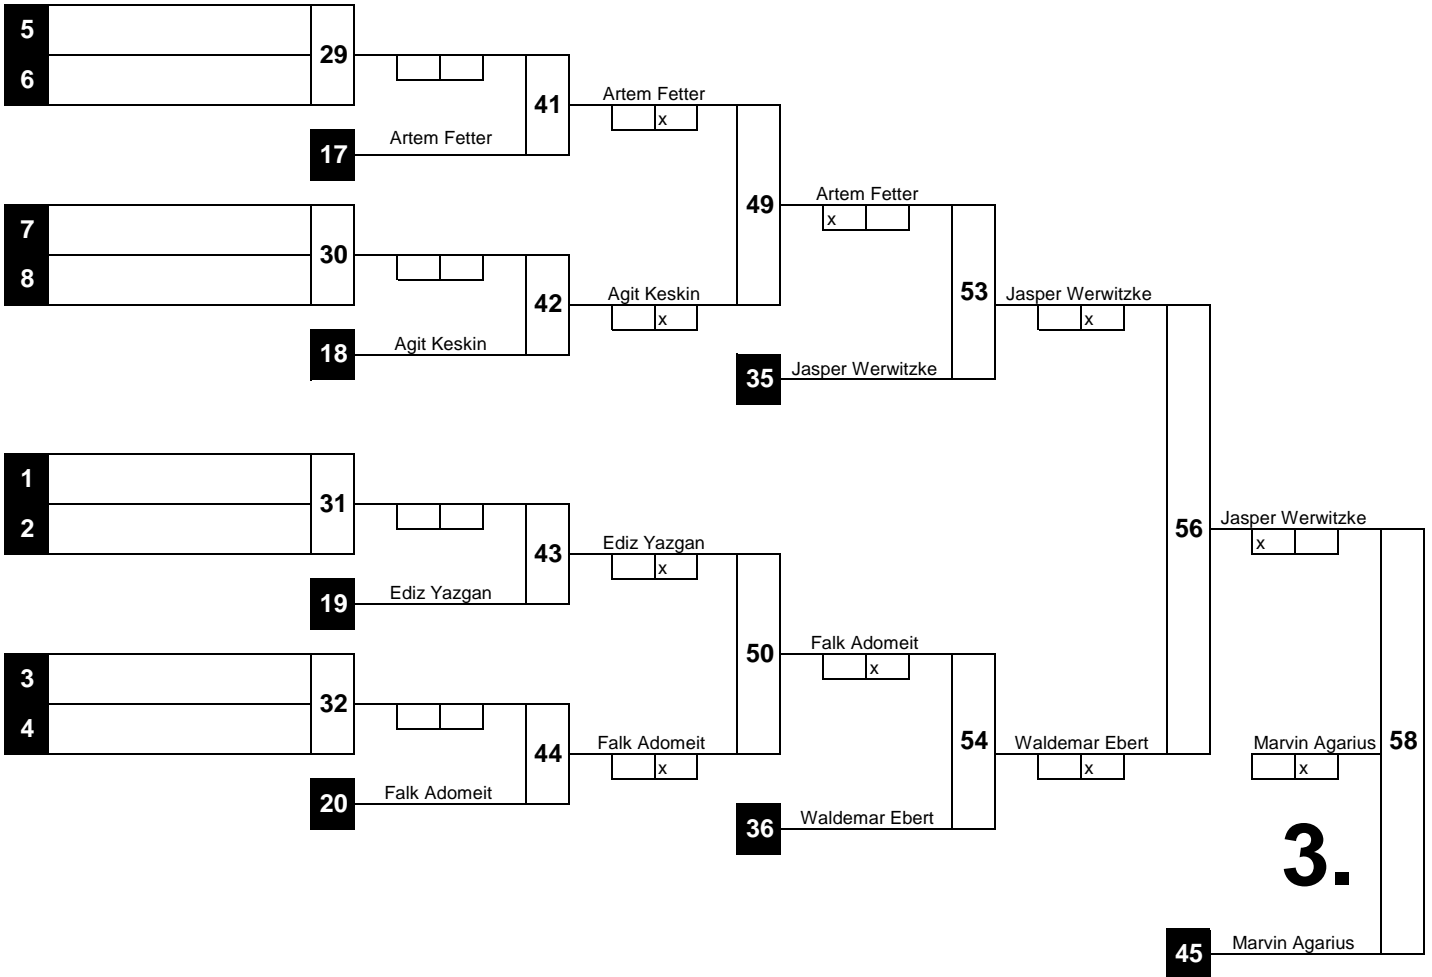 5
29
6
41
Artem Fetter
x
17
Artem Fetter
7
30
8
49
Artem Fetter
x
42
Agit Keskin
x
18
Agit Keskin
53
Jasper Werwitzke
x
35
Jasper Werwitzke
1
31
2
43
Ediz Yazgan
x
19
Ediz Yazgan
56
Jasper Werwitzke
x
3
32
4
50
Falk Adomeit
x
44
Falk Adomeit
x
20
Falk Adomeit
54
Waldemar Ebert
x
36
Waldemar Ebert
Marvin Agarius
58
x
3.
45
Marvin Agarius